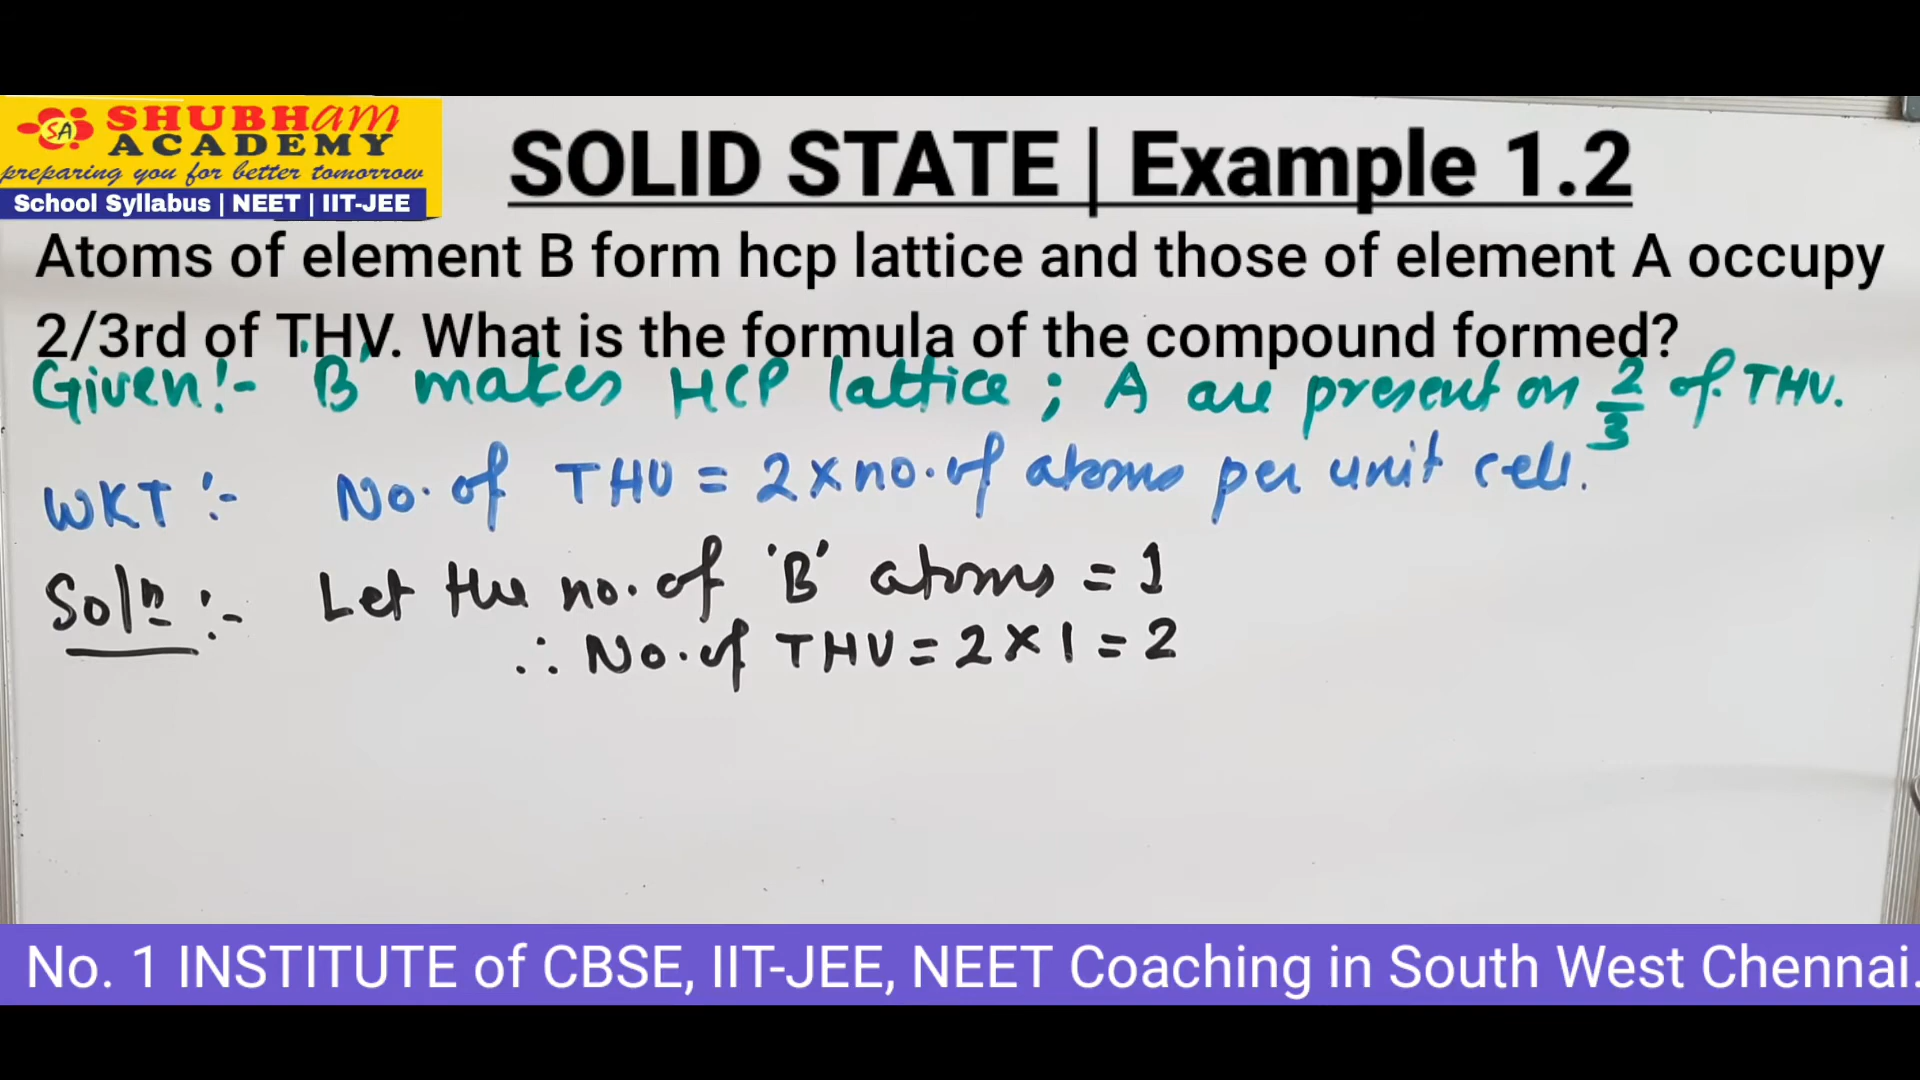 SHUBHam
SA
ACADEMY
preparing you for better tomorrow
School Syllabus | NEET | IIT-JEE
SOLID STATE | Example 1.2
Atoms of element B form hcp lattice and those of element A occupy
2/3rd of THV. What is the formula of the compound formed?
Given:- 'B' makes HCP lattice ; A are present on 2/3 of THV.
WKT :- No. of THV = 2 x no. of atoms per unit cell.
Soln :- Let the no. of 'B' atoms = 1
∴ No. of THV = 2 X 1 = 2
No. 1 INSTITUTE of CBSE, IIT-JEE, NEET Coaching in South West Chennai.